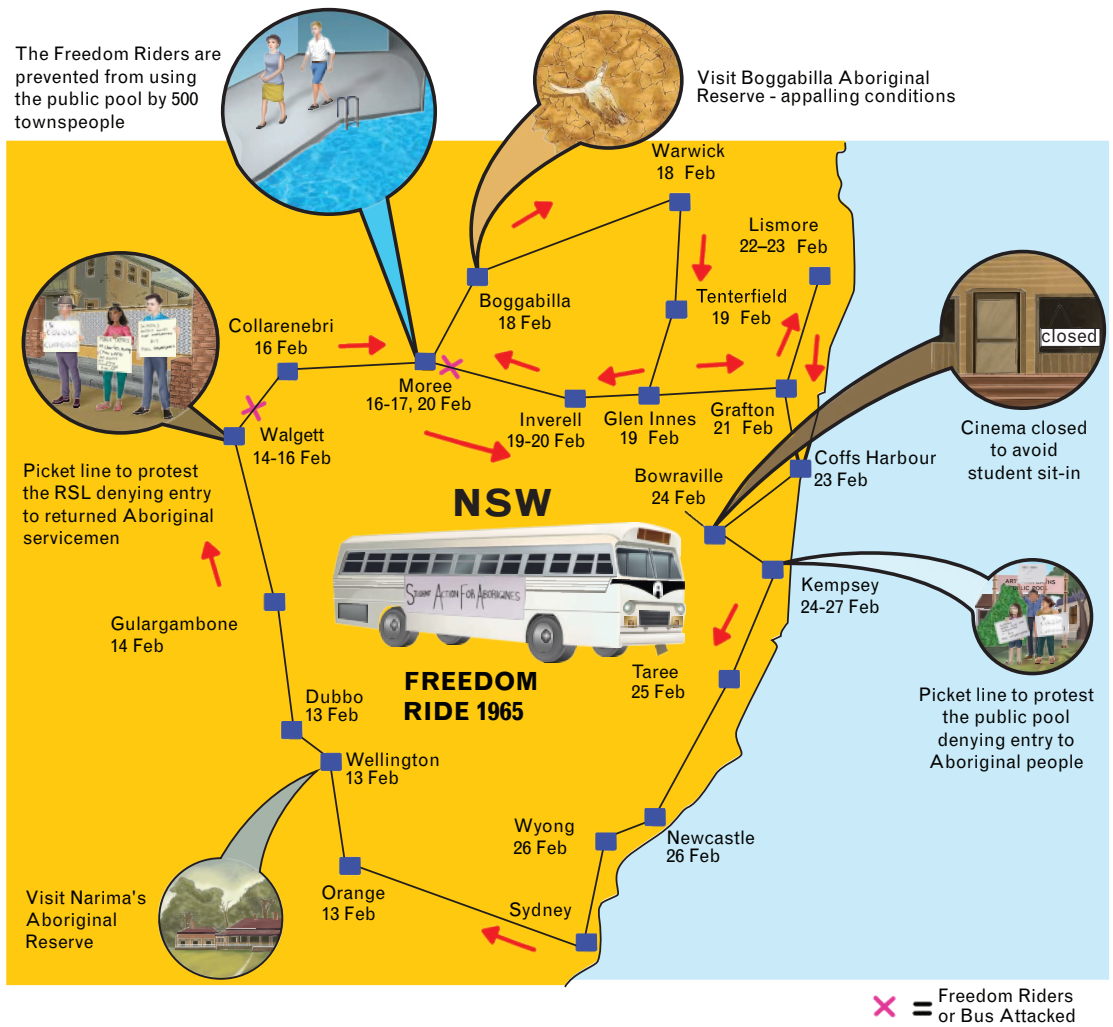 The Freedom Riders are
prevented from using
the public pool by 500
townspeople
Visit Boggabilla Aboriginal
Reserve - appalling conditions
Warwick
18 Feb
Lismore
22–23 Feb
Boggabilla
18 Feb
Tenterfield
19 Feb
Collarenebri
16 Feb
closed
Moree
16-17, 20 Feb
Inverell
19-20 Feb
Glen Innes
19 Feb
Grafton
21 Feb
Walgett
14-16 Feb
Cinema closed
to avoid
student sit-in
Picket line to protest
the RSL denying entry
to returned Aboriginal
servicemen
Bowraville
24 Feb
Coffs Harbour
23 Feb
NSW
STUDENT ACTION FOR ABORIGINES
Kempsey
24-27 Feb
Gulargambone
14 Feb
FREEDOM
RIDE 1965
Taree
25 Feb
Picket line to protest
the public pool
denying entry to
Aboriginal people
Dubbo
13 Feb
Wellington
13 Feb
Wyong
26 Feb
Newcastle
26 Feb
Visit Narima's
Aboriginal
Reserve
Orange
13 Feb
Sydney
= Freedom Riders
or Bus Attacked